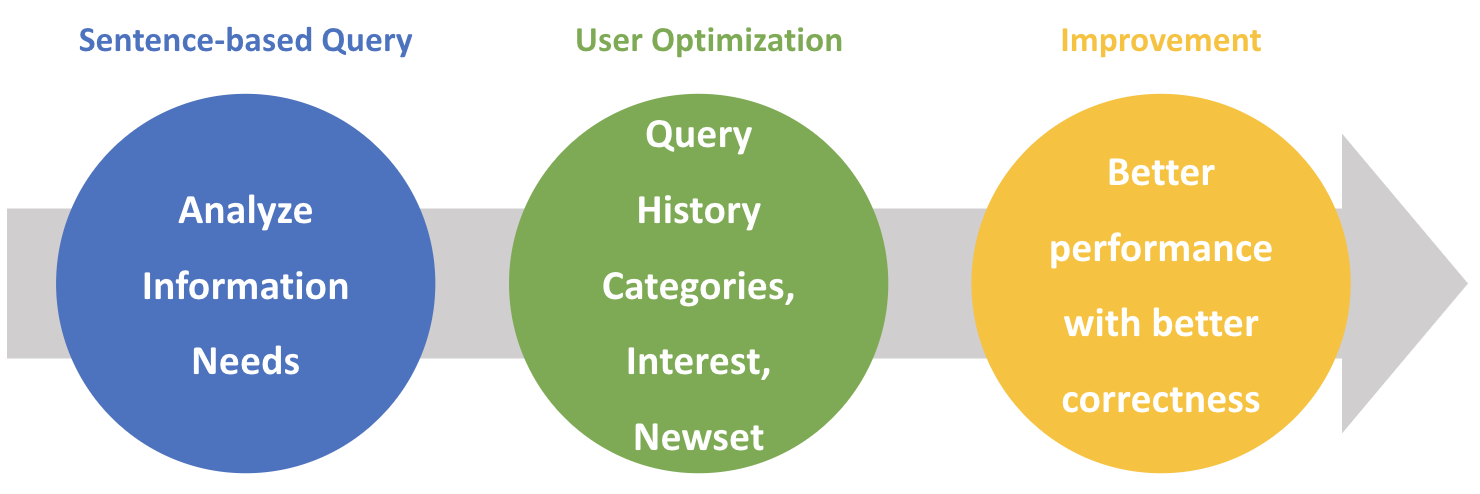 Sentence-based Query
User Optimization
Improvement
Analyze
Information
Needs
Query
History
Categories,
Interest,
Newset
Better
performance
with better
correctness